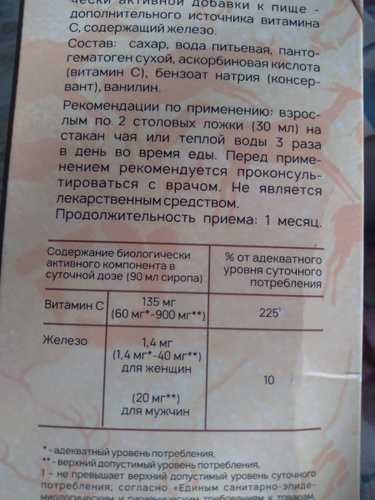 чески активной добавки к пище -
дополнительного источника витамина
С, содержащий железо.
Состав: сахар, вода питьевая, панто-
гематоген сухой, аскорбиновая кислота
(витамин С), бензоат натрия (консер-
вант), ванилин.
Рекомендации по применению: взрос-
лым по 2 столовых ложки (30 мл) на
стакан чая или теплой воды 3 раза
в день во время еды. Перед приме-
нением рекомендуется проконсуль-
тироваться с врачом. Не является
лекарственным средством.
Продолжительность приема: 1 месяц.
Содержание биологически
активного компонента в
суточной дозе (90 мл сиропа)
% от адекватного
уровня суточного
потребления
Витамин С
135 мг
(60 мг*-900 мг**)
225¹
Железо
1,4 мг
(1,4 мг*-40 мг**)
для женщин
(20 мг**)
для мужчин
10
* - адекватный уровень потребления,
** - верхний допустимый уровень потребления,
1 – не превышает верхний допустимый уровень суточного
потребления, согласно «Единым санитарно-эпиде-
миологическим и гигиеническим требованиям к товарам,